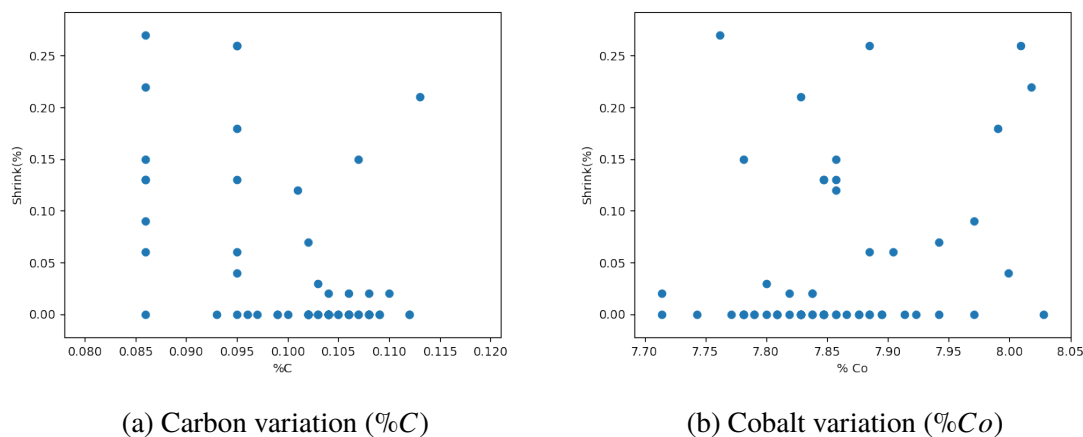 0.25
0.20
0.15
0.10
0.05
0.00
Shrink(%)
0.080 0.085 0.090 0.095 0.100 0.105 0.110 0.115 0.120
%C
(a) Carbon variation (%C)
0.25
0.20
0.15
0.10
0.05
0.00
Shrink(%)
7.70 7.75 7.80 7.85 7.90 7.95 8.00 8.05
% Co
(b) Cobalt variation (%Co)